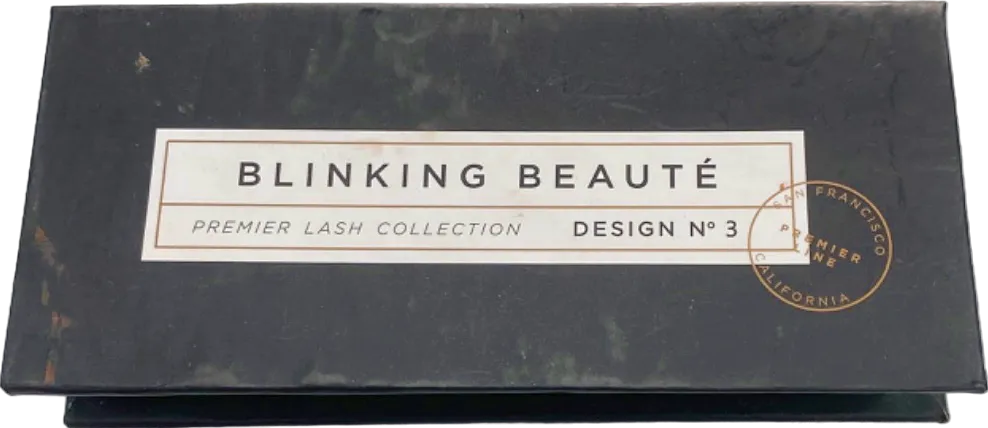 BLINKING BEAUTÉ
PREMIER LASH COLLECTION DESIGN Nº 3
SAN FRANCISCO
PREMIER
LINE
CALIFORNIA